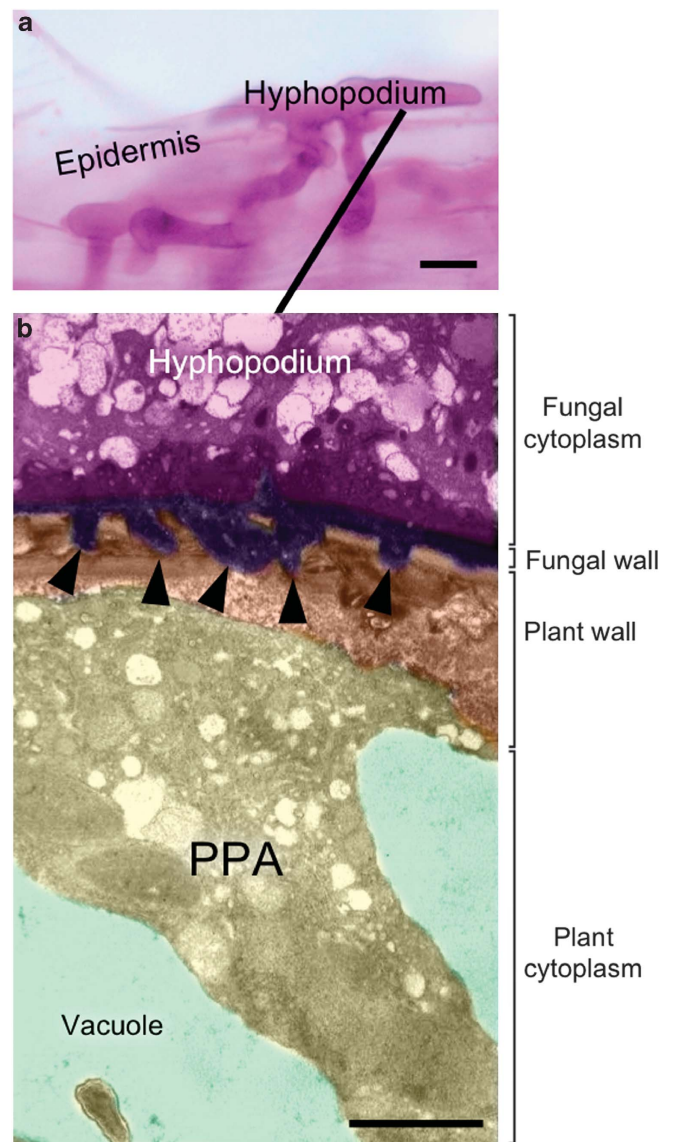 a
Hyphopodium
Epidermis
b
Hyphopodium
Fungal
cytoplasm
Fungal wall
Plant wall
PPA
Plant
cytoplasm
Vacuole